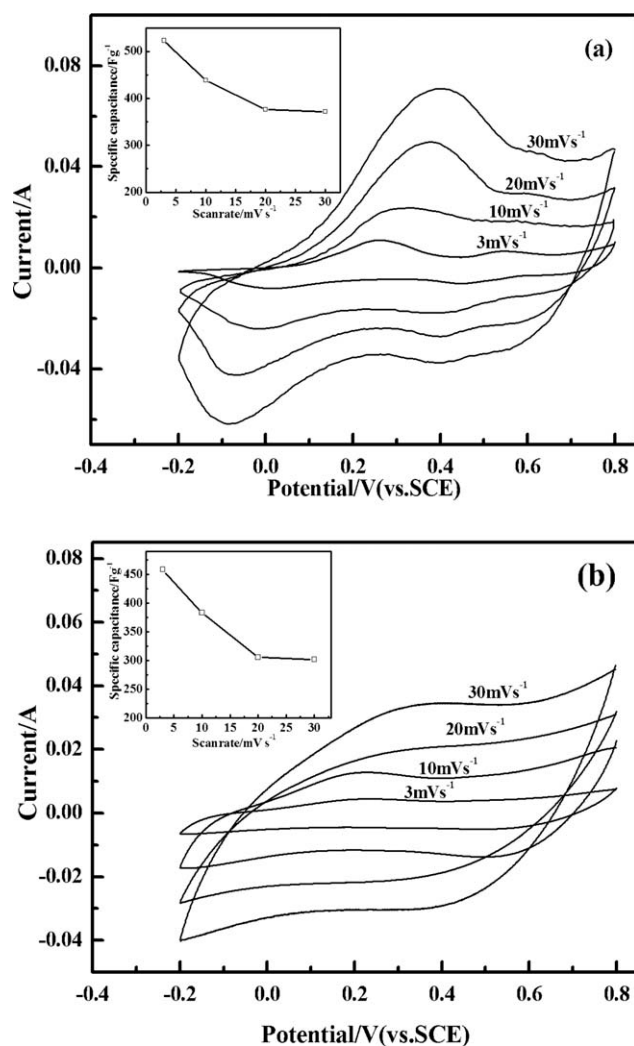 (a)
0.08
0.04
0.00
-0.04
Current/A
-0.4
-0.2
0.0
0.2
0.4
0.6
0.8
Potential/V(vs.SCE)
30mVs-1
20mVs-1
10mVs-1
3mVs-1
500
450
400
350
300
250
200
Specific capacitance/Fg-1
0
10
20
30
Scanrate/mV s-1
(b)
0.08
0.06
0.04
0.02
0.00
-0.02
-0.04
Current/A
-0.4
-0.2
0.0
0.2
0.4
0.6
0.8
Potential/V(vs.SCE)
30mVs-1
20mVs-1
10mVs-1
3mVs-1
450
400
350
300
250
200
Specific capacitance/Fg-1
0
5
10
15
20
25
30
Scanrate/mV s-1